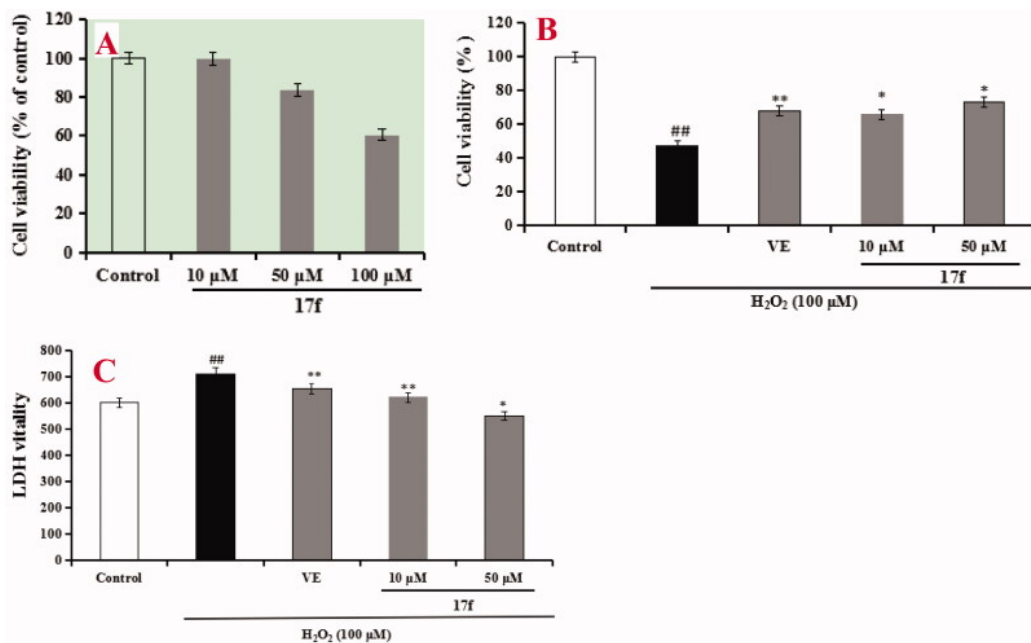 A
Cell viability (% of control)
120
100
80
60
40
20
0
Control
10 µM
50 µM
100 µM
17f
B
Cell viability (%)
120
100
80
60
40
20
0
##
**
*
*
Control
VE
10 µM
50 µM
17f
H₂O₂ (100 µM)
C
LDH vitality
800
700
600
500
400
300
200
100
0
##
**
**
*
Control
VE
10 µM
50 µM
17f
H₂O₂ (100 µM)